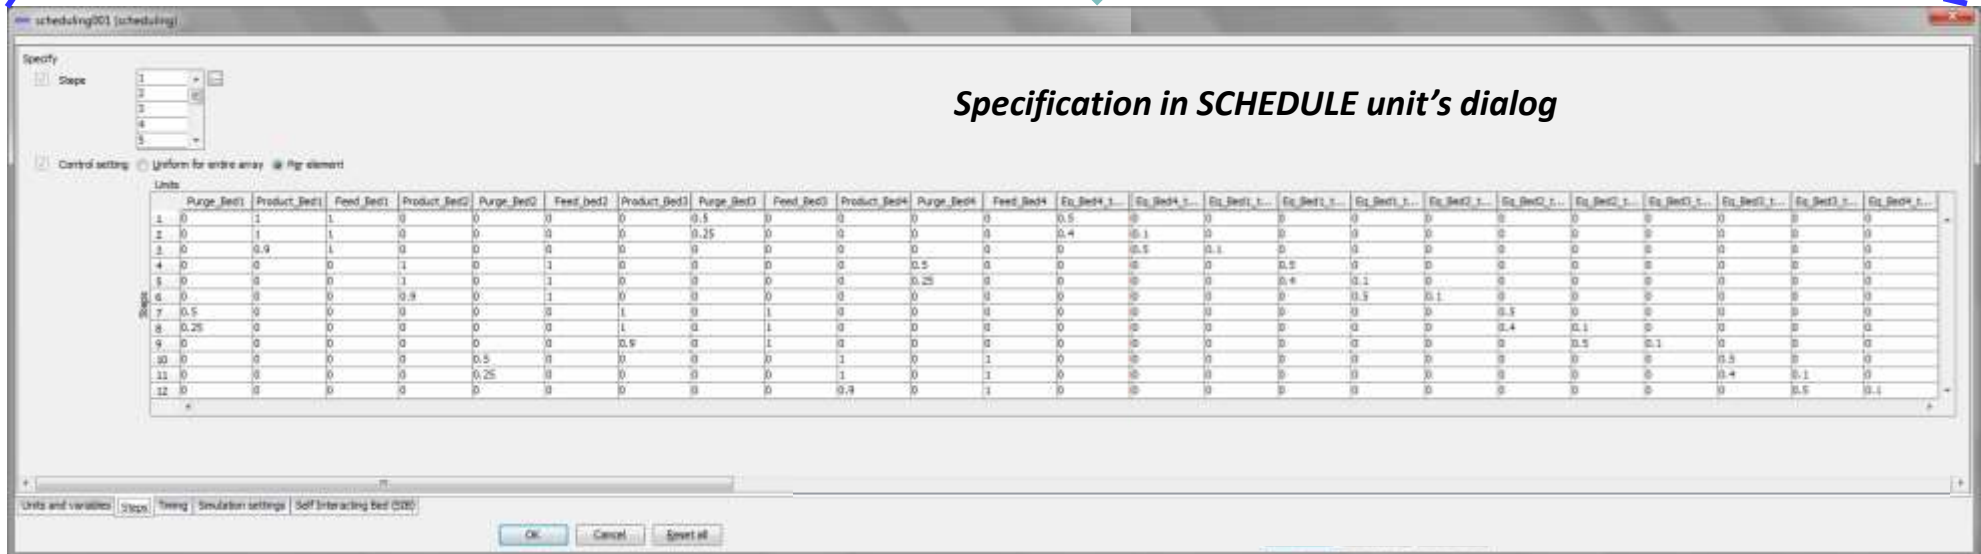 scheduling001 (scheduling)
Specify
Steps
1
2
3
4
5
Specification in SCHEDULE unit's dialog
Control setting Uniform for entire array Per element
Units
Purge_Bed1 Product_Bed1 Feed_Bed1 Product_Bed2 Purge_Bed2 Feed_bed2 Product_Bed3 Purge_Bed3 Feed_Bed3 Product_Bed4 Purge_Bed4 Feed_Bed4 Eq_Bed4_t... Eq_Bed4_t... Eq_Bed1_t... Eq_Bed1_t... Eq_Bed1_t... Eq_Bed2_t... Eq_Bed2_t... Eq_Bed2_t... Eq_Bed3_t... Eq_Bed3_t... Eq_Bed3_t... Eq_Bed4_t...
1 0 1 1 0 0 0 0 0.5 0 0 0 0 0.5 0 0 0 0 0 0 0 0 0 0 0
2 0 1 1 0 0 0 0 0.25 0 0 0 0 0.4 0.1 0 0 0 0 0 0 0 0 0 0
3 0 0.9 1 0 0 0 0 0 0 0 0 0 0 0.5 0.1 0 0 0 0 0 0 0 0 0
4 0 0 0 1 0 1 0 0 0 0 0.5 0 0 0 0 0.5 0 0 0 0 0 0 0 0
5 0 0 0 1 0 1 0 0 0 0 0.25 0 0 0 0 0.4 0.1 0 0 0 0 0 0 0
Steps
6 0 0 0 0.9 0 1 0 0 0 0 0 0 0 0 0 0 0.5 0.1 0 0 0 0 0 0
7 0.5 0 0 0 0 0 1 0 1 0 0 0 0 0 0 0 0 0 0.5 0 0 0 0 0
8 0.25 0 0 0 0 0 1 0 1 0 0 0 0 0 0 0 0 0 0.4 0.1 0 0 0 0
9 0 0 0 0 0 0 0.9 0 1 0 0 0 0 0 0 0 0 0 0 0.5 0.1 0 0 0
10 0 0 0 0 0.5 0 0 0 0 1 0 1 0 0 0 0 0 0 0 0 0 0.5 0 0
11 0 0 0 0 0.25 0 0 0 0 1 0 1 0 0 0 0 0 0 0 0 0 0.4 0.1 0
12 0 0 0 0 0 0 0 0 0 0.9 0 1 0 0 0 0 0 0 0 0 0 0 0.5 0.1
Units and variables Steps Timing Simulation settings Self Interacting Bed (SIB)
OK Cancel Reset all